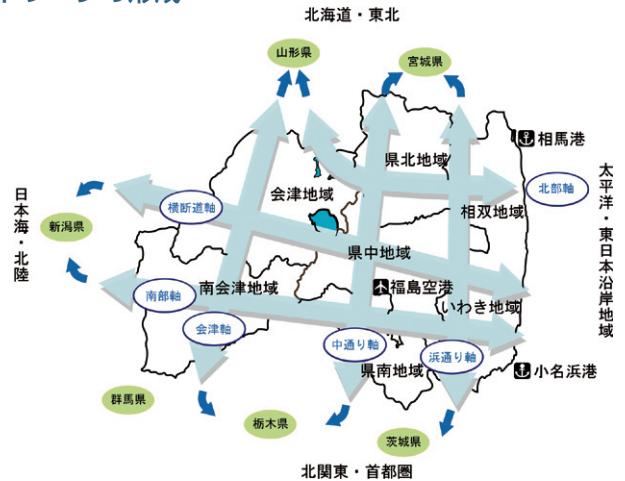 北海道・東北
山形県
宮城県
相馬港
県北地域
会津地域
北部軸
横断道軸
相双地域
新潟県
日本海・北陸
太平洋・東日本沿岸地域
県中地域
南会津地域
福島空港
南部軸
いわき地域
会津軸
中通り軸
浜通り軸
県南地域
小名浜港
群馬県
栃木県
茨城県
北関東・首都圏